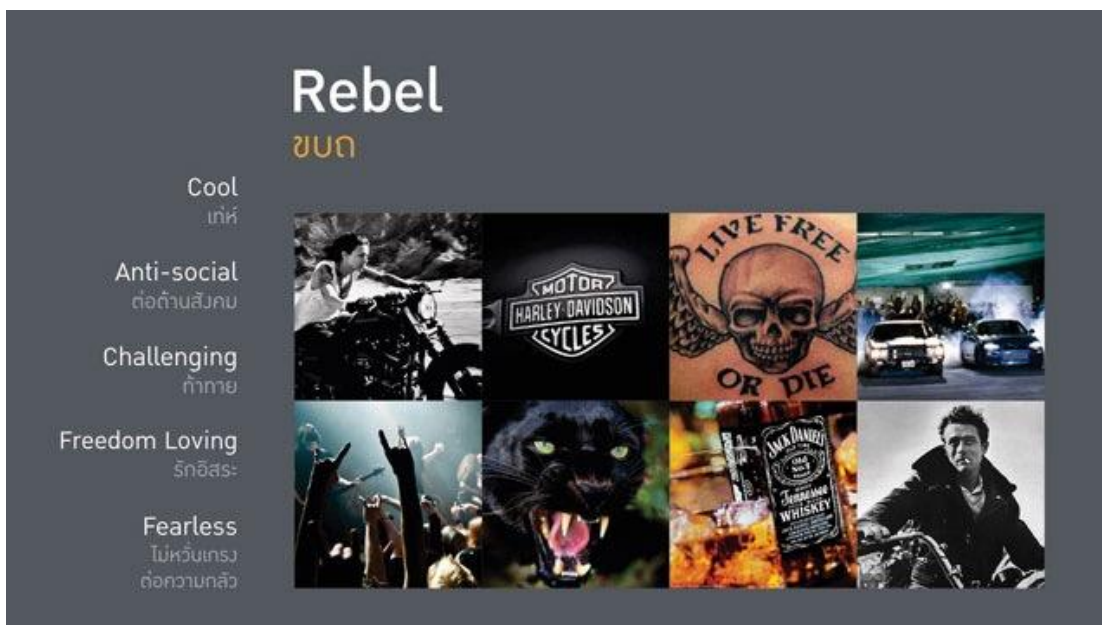 Rebel
ขบถ
Cool
เท่ห์
Anti-social
ต่อต้านสังคม
Challenging
ท้าทาย
Freedom Loving
รักอิสระ
Fearless
ไม่หวั่นเกรง
ต่อความกลัว
MOTOR
HARLEY-DAVIDSON
CYCLES
LIVE FREE
OR DIE
JACK DANIEL'S
OLD
No.7
Tennessee
WHISKEY